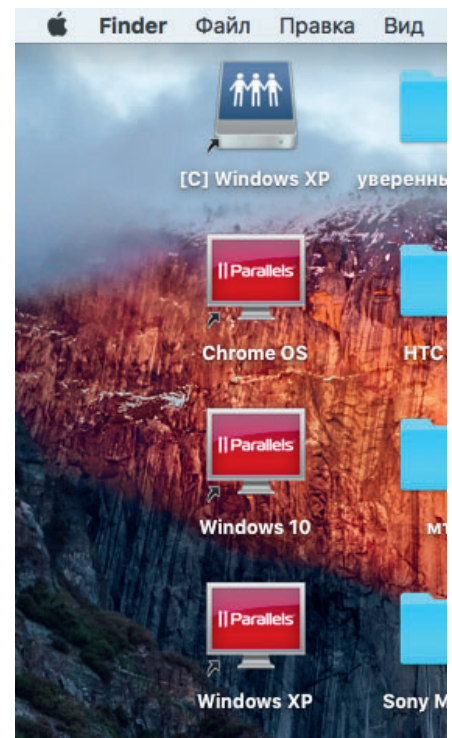 Finder Файл Правка Вид
[C] Windows XP
|| Parallels
Chrome OS
HTC
|| Parallels
Windows 10
|| Parallels
Windows XP
Sony